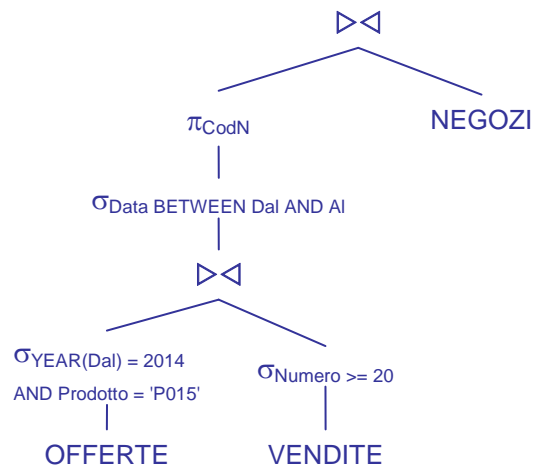 ⋈
NEGOZI
πCodN
σData BETWEEN Dal AND Al
⋈
σYEAR(Dal) = 2014
AND Prodotto = 'P015'
σNumero >= 20
OFFERTE
VENDITE